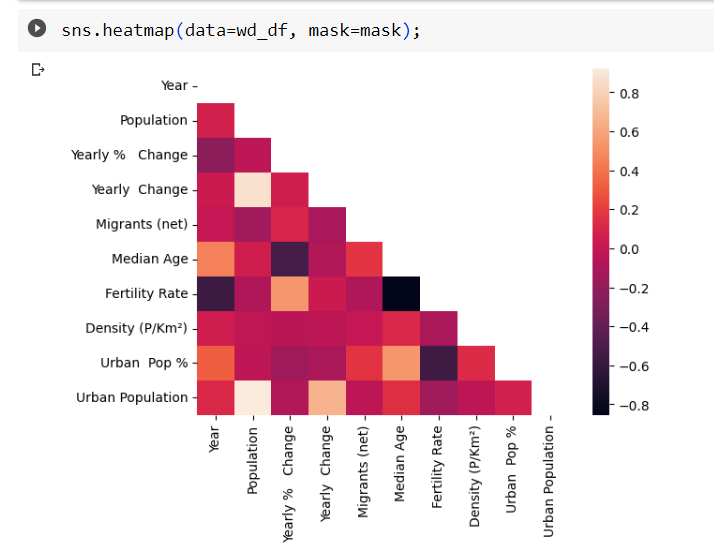 sns.heatmap(data=wd_df, mask=mask);
Year
Population
Yearly %   Change
Yearly  Change
Migrants (net)
Median Age
Fertility Rate
Density (P/Km²)
Urban  Pop %
Urban Population
Year
Population
Yearly %   Change
Yearly  Change
Migrants (net)
Median Age
Fertility Rate
Density (P/Km²)
Urban  Pop %
Urban Population
0.8
0.6
0.4
0.2
0.0
−0.2
−0.4
−0.6
−0.8